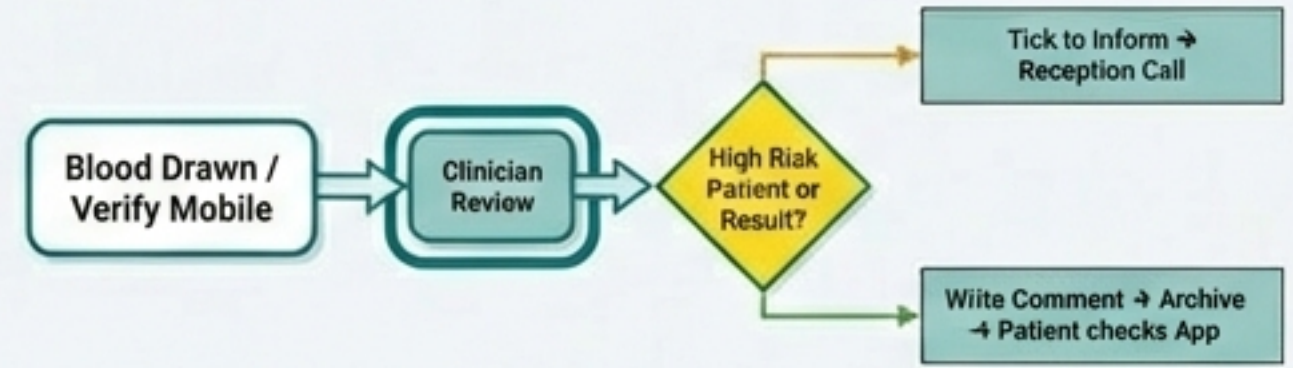 Blood Drawn /
Verify Mobile
Clinician
Review
High Riak
Patient or
Result?
Tick to Inform →
Reception Call
Wiite Comment → Archive
→ Patient checks App